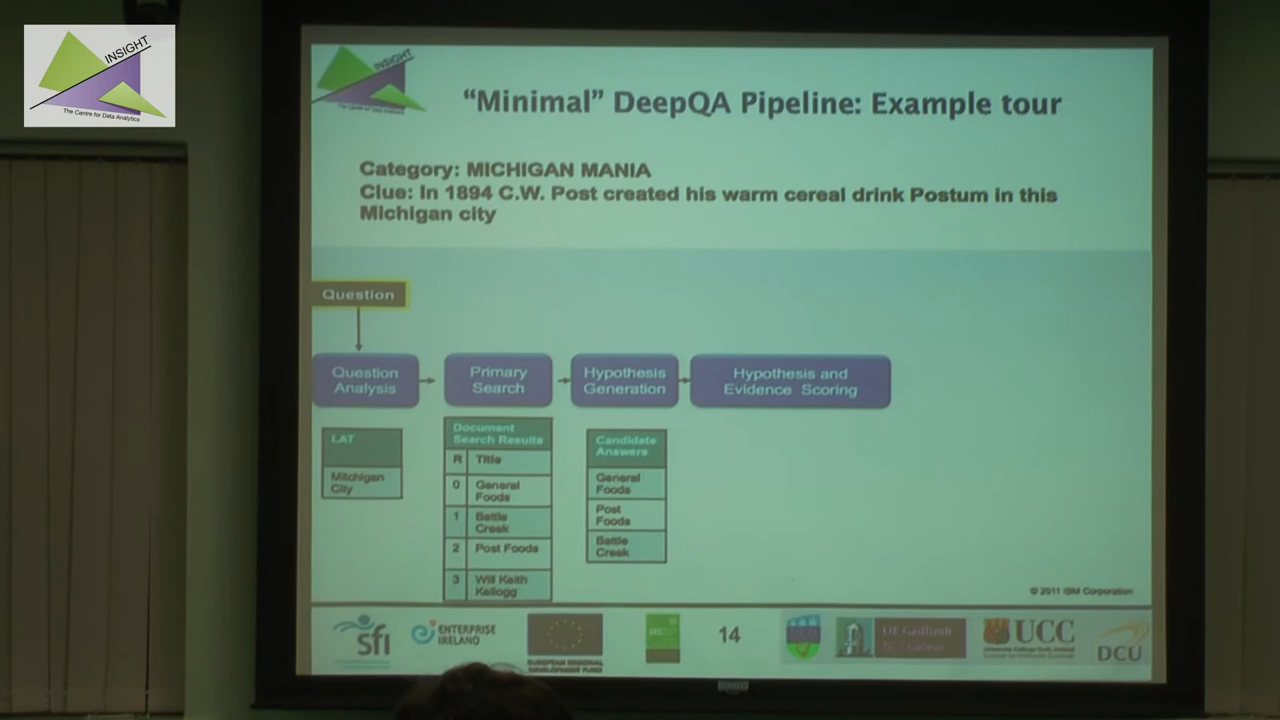 INSIGHT
The Centre for Data Analytics
INSIGHT
"Minimal" DeepQA Pipeline: Example tour
Category: MICHIGAN MANIA
Clue: In 1894 C.W. Post created his warm cereal drink Postum in this
Michigan city
Question
Question
Analysis
Primary
Search
Hypothesis
Generation
Hypothesis and
Evidence Scoring
LAT
Mitchigan
City
Document
Search Results
R Title
0 General
Foods
1 Battle
Creek
2 Post Foods
3 Will Keith
Kellogg
Candidate
Answers
General
Foods
Post
Foods
Battle
Creek
© 2011 IBM Corporation
sfi
ENTERPRISE
IRELAND
EUROPEAN REGIONAL
DEVELOPMENT FUND
14
OÉ Gaillimh
NUI Galway
UCC
DCU